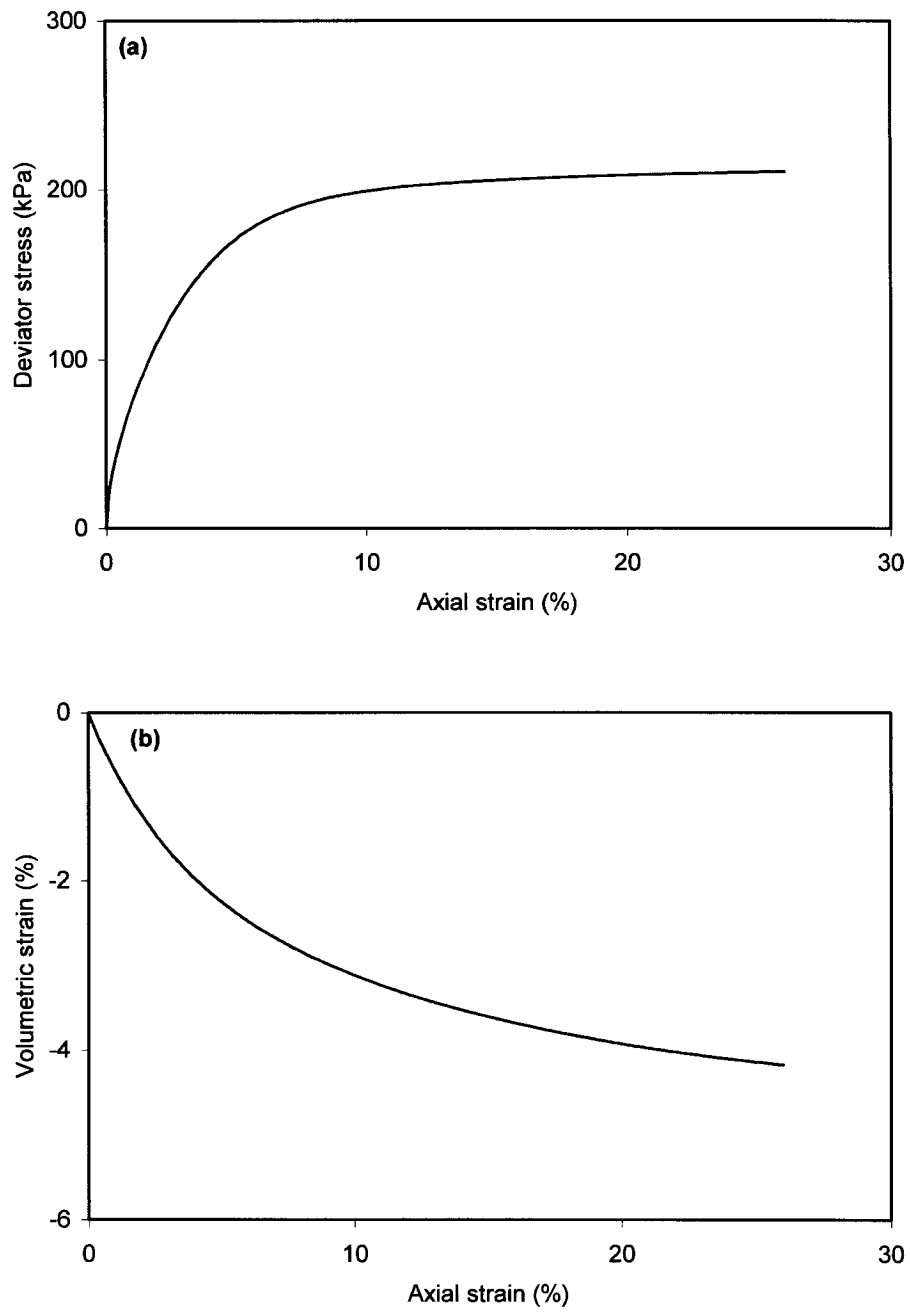 (a)
300
200
100
0
Deviator stress (kPa)
0 10 20 30
Axial strain (%)
(b)
0
-2
-4
-6
Volumetric strain (%)
0 10 20 30
Axial strain (%)